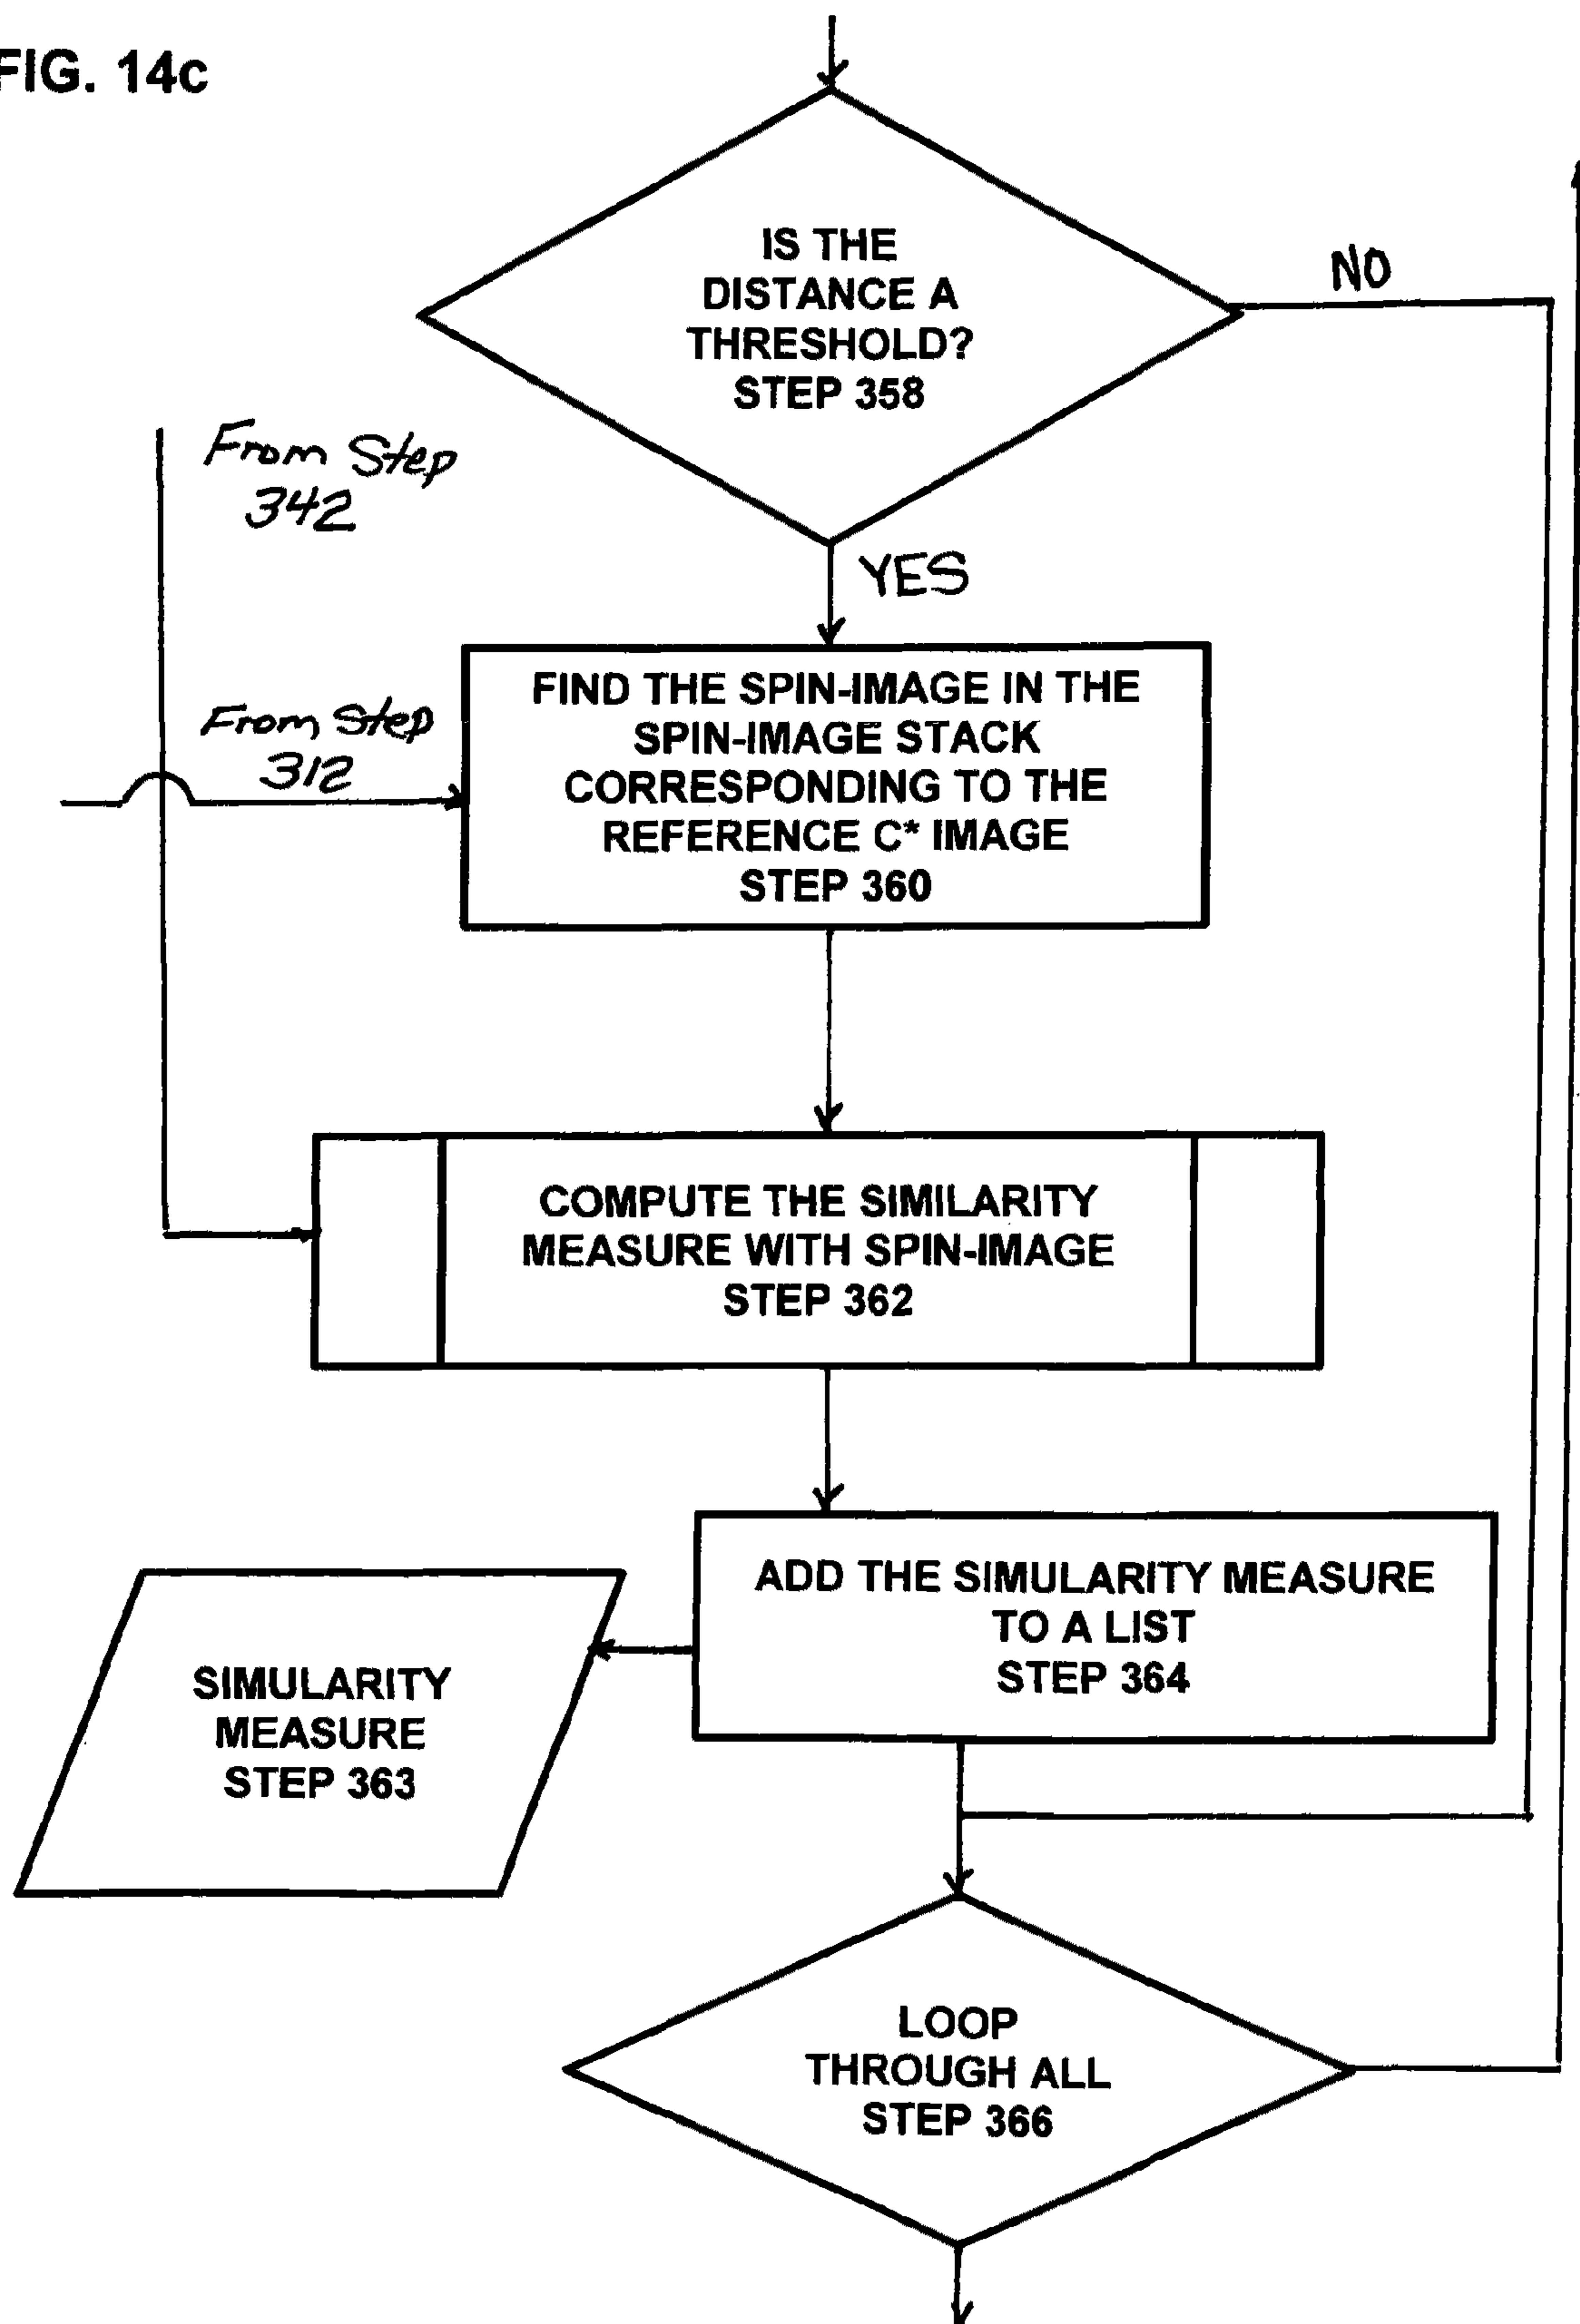 FIG. 14c
IS THE
DISTANCE A
THRESHOLD?
STEP 358
NO
From Step
342
YES
FIND THE SPIN-IMAGE IN THE
SPIN-IMAGE STACK
CORRESPONDING TO THE
REFERENCE C* IMAGE
STEP 360
From Step
312
COMPUTE THE SIMILARITY
MEASURE WITH SPIN-IMAGE
STEP 362
ADD THE SIMULARITY MEASURE
TO A LIST
STEP 364
SIMULARITY
MEASURE
STEP 363
LOOP
THROUGH ALL
STEP 366